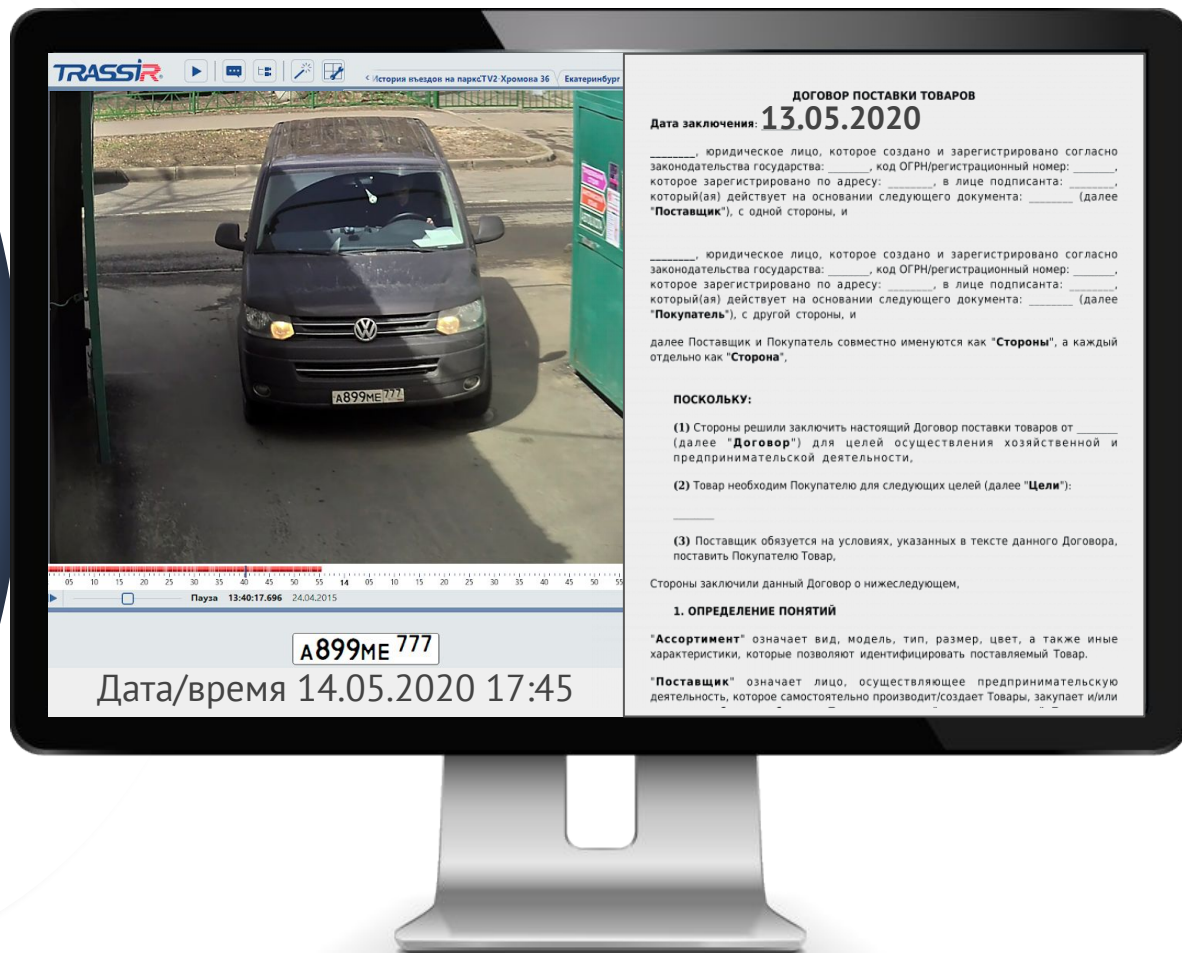 TRASSIR
История въездов на паркс TV2-Хромова 36 Екатеринбург
А899МЕ 777
05 10 15 20 25 30 35 40 45 50 55 14 05 10 15 20 25 30 35 40 45 50 55
Пауза 13:40:17.696 24.04.2015
А899МЕ 777
Дата/время 14.05.2020 17:45
ДОГОВОР ПОСТАВКИ ТОВАРОВ
Дата заключения: 13.05.2020
________, юридическое лицо, которое создано и зарегистрировано согласно
законодательства государства: _______, код ОГРН/регистрационный номер: _______,
которое зарегистрировано по адресу: ________, в лице подписанта: ________,
который(ая) действует на основании следующего документа: ________ (далее
"Поставщик"), с одной стороны, и
________, юридическое лицо, которое создано и зарегистрировано согласно
законодательства государства: _______, код ОГРН/регистрационный номер: _______,
которое зарегистрировано по адресу: ________, в лице подписанта: ________,
который(ая) действует на основании следующего документа: ________ (далее
"Покупатель"), с другой стороны, и
далее Поставщик и Покупатель совместно именуются как "Стороны", а каждый
отдельно как "Сторона",
ПОСКОЛЬКУ:
(1) Стороны решили заключить настоящий Договор поставки товаров от _______
(далее "Договор") для целей осуществления хозяйственной и
предпринимательской деятельности,
(2) Товар необходим Покупателю для следующих целей (далее "Цели"):
_______
(3) Поставщик обязуется на условиях, указанных в тексте данного Договора,
поставить Покупателю Товар,
Стороны заключили данный Договор о нижеследующем,
1. ОПРЕДЕЛЕНИЕ ПОНЯТИЙ
"Ассортимент" означает вид, модель, тип, размер, цвет, а также иные
характеристики, которые позволяют идентифицировать поставляемый Товар.
"Поставщик" означает лицо, осуществляющее предпринимательскую
деятельность, которое самостоятельно производит/создает Товары, закупает и/или